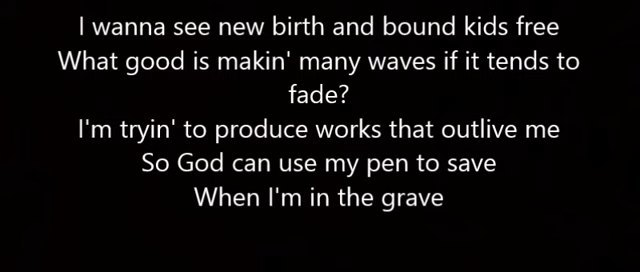 I wanna see new birth and bound kids free
What good is makin' many waves if it tends to
fade?
I'm tryin' to produce works that outlive me
So God can use my pen to save
When I'm in the grave